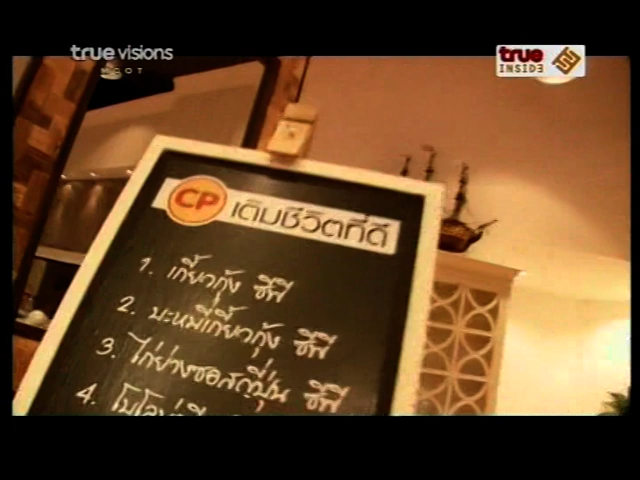 true visions
true
INSIDE
CP เติมชีวิตที่ดี
1. เกี๊ยวกุ้ง ซีพี
2. บะหมี่เกี๊ยวกุ้ง ซีพี
3. ไก่ย่างซอสญี่ปุ่น ซีพี
4.